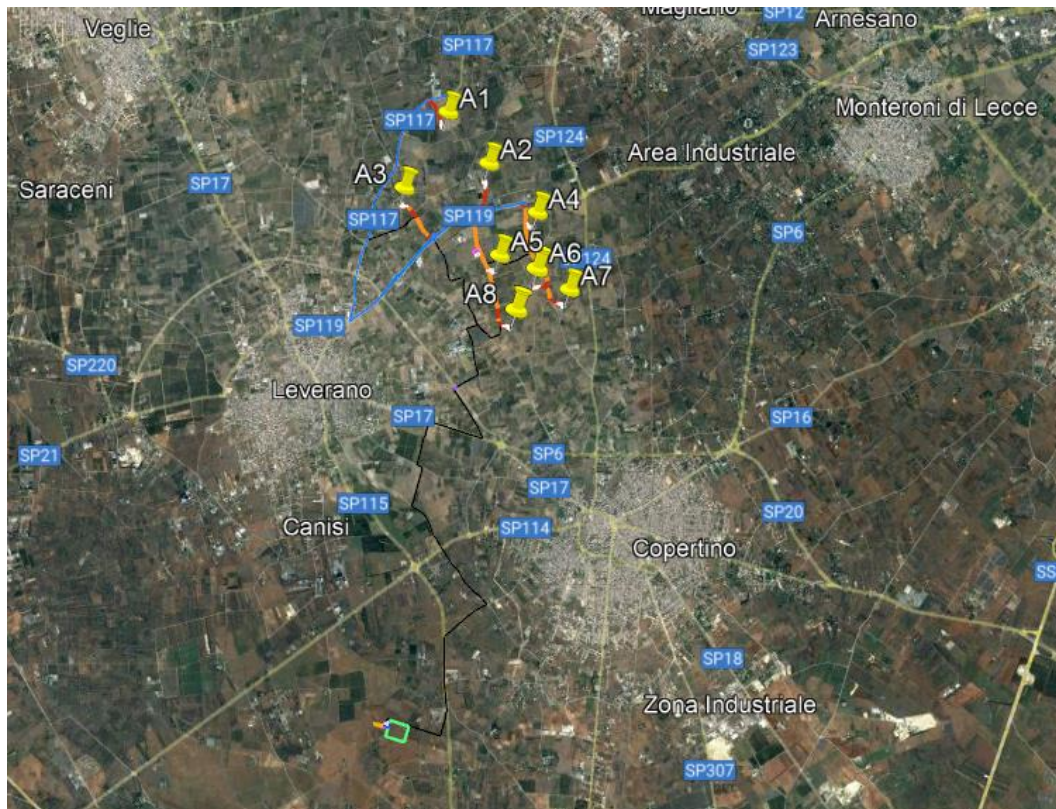 Magliano
SP12
Arnesano
Veglie
SP117
SP123
A1
SP117
Monteroni di Lecce
SP124
A2
Area Industriale
A3
SP17
Saraceni
A4
SP117
SP119
SP6
A5
A6
124
A7
A8
SP119
SP220
Leverano
SP17
SP16
SP21
SP6
SP17
SP115
SP20
Canisi
SP114
Copertino
SS
SP18
Zona Industriale
SP307